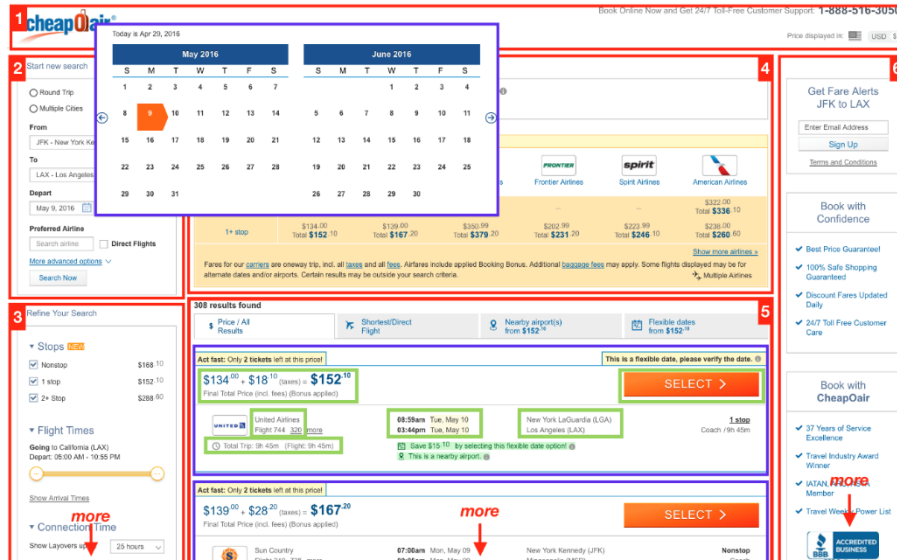 1
cheapOair
Book Online Now and Get 24/7 Toll-Free Customer Support: 1-888-516-3050
Price displayed in: USD $
Today is Apr 29, 2016
May 2016
S M T W T F S
1 2 3 4 5 6 7
8 9 10 11 12 13 14
15 16 17 18 19 20 21
22 23 24 25 26 27 28
29 30 31
June 2016
S M T W T F S
1 2 3 4
5 6 7 8 9 10 11
12 13 14 15 16 17 18
19 20 21 22 23 24 25
26 27 28 29 30
2
Start new search
Round Trip
Multiple Cities
From
JFK - New York Ke
To
LAX - Los Angeles
Depart
May 9, 2016
Preferred Airline
Search airline Direct Flights
More advanced options
Search Now
4
FRONTIER spirit
Frontier Airlines Spirit Airlines American Airlines
– – $322.00
Total $336.10
1+ stop $134.00 $139.00 $350.99 $202.99 $223.99 $238.00
Total $152.10 Total $167.20 Total $379.20 Total $231.20 Total $246.10 Total $260.60
Show more airlines »
Fares for our carriers are oneway trip, incl. all taxes and all fees. Airfares include applied Booking Bonus. Additional baggage fees may apply. Some flights displayed may be for
alternate dates and/or airports. Certain results may be outside your search criteria.
Multiple Airlines
3
Refine Your Search
Stops NEW
Nonstop $168.10
1 stop $152.10
2+ Stop $288.60
Flight Times
Going to California (LAX)
Depart: 05:00 AM - 10:55 PM
Show Arrival Times
more
Connection Time
Show Layovers up 25 hours
5
308 results found
$ Price / All
Results
Shortest/Direct
Flight
Nearby airport(s)
from $152.10
Flexible dates
from $152.10
Act fast: Only 2 tickets left at this price!
This is a flexible date, please verify the date.
$134.00 + $18.10 (taxes) = $152.10
Final Total Price (incl. fees) (Bonus applied)
SELECT >
UNITED
United Airlines
Flight 744 320 more
08:59am Tue, May 10
03:44pm Tue, May 10
New York LaGuardia (LGA)
Los Angeles (LAX)
1 stop
Coach / 9h 45m
Total Trip: 9h 45m (Flight: 9h 45m)
Save $15.10 by selecting this flexible date option!
This is a nearby airport.
Act fast: Only 2 tickets left at this price!
$139.00 + $28.20 (taxes) = $167.20
Final Total Price (incl. fees) (Bonus applied)
more
SELECT >
Sun Country
07:00am Mon, May 09
New York Kennedy (JFK)
Nonstop
6
Get Fare Alerts
JFK to LAX
Enter Email Address
Sign Up
Terms and Conditions
Book with
Confidence
Best Price Guarantee!
100% Safe Shopping
Guaranteed
Discount Fares Updated
Daily
24/7 Toll Free Customer
Care
Book with
CheapOair
37 Years of Service
Excellence
Travel Industry Award
Winner
IATAN,
Member
more
Travel Weekly Power List
BBB
ACCREDITED
BUSINESS